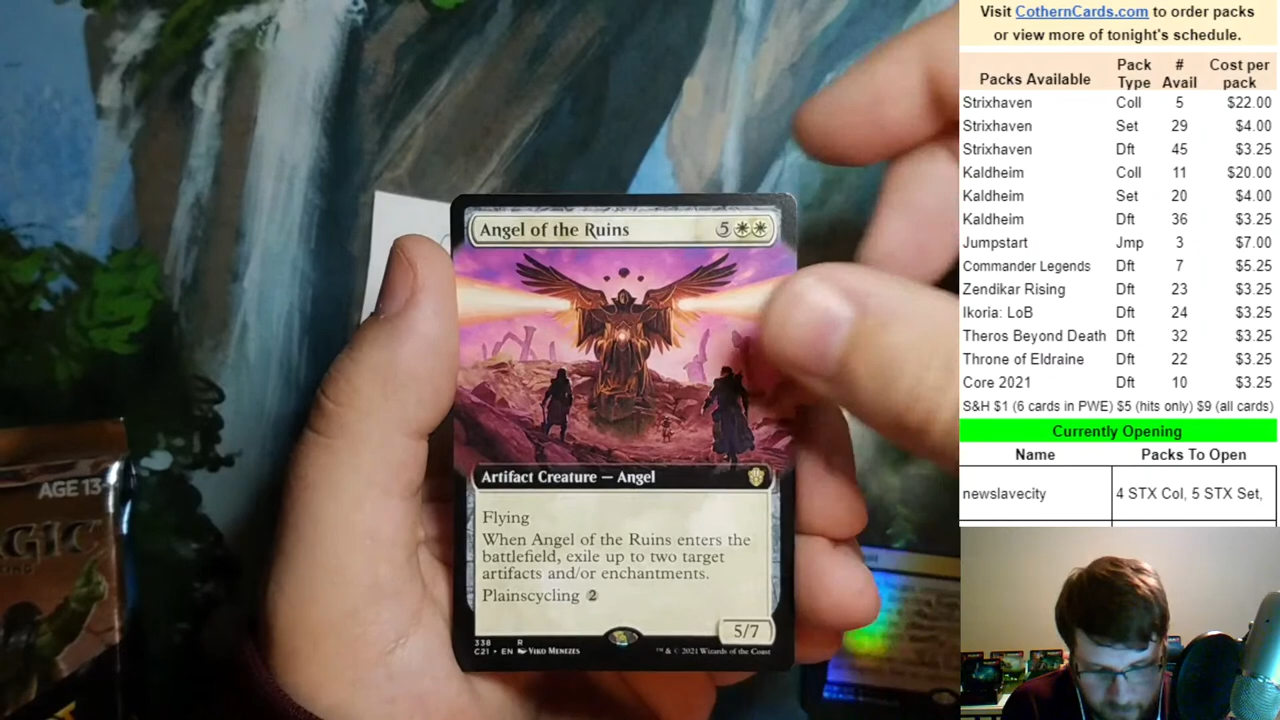 Visit CothernCards.com to order packs
or view more of tonight's schedule.
Packs Available Pack Type # Avail Cost per pack
Strixhaven Coll 5 $22.00
Strixhaven Set 29 $4.00
Strixhaven Dft 45 $3.25
Kaldheim Coll 11 $20.00
Kaldheim Set 20 $4.00
Kaldheim Dft 36 $3.25
Jumpstart Jmp 3 $7.00
Commander Legends Dft 7 $5.25
Zendikar Rising Dft 23 $3.25
Ikoria: LoB Dft 24 $3.25
Theros Beyond Death Dft 32 $3.25
Throne of Eldraine Dft 22 $3.25
Core 2021 Dft 10 $3.25
S&H $1 (6 cards in PWE) $5 (hits only) $9 (all cards)
Currently Opening
Name Packs To Open
newslavecity 4 STX Col, 5 STX Set,
Angel of the Ruins 5
Artifact Creature — Angel
Flying
When Angel of the Ruins enters the
battlefield, exile up to two target
artifacts and/or enchantments.
Plainscycling 2
5/7
338 R
C21 • EN Viko Menezes ™ & © 2021 Wizards of the Coast
AGE 13